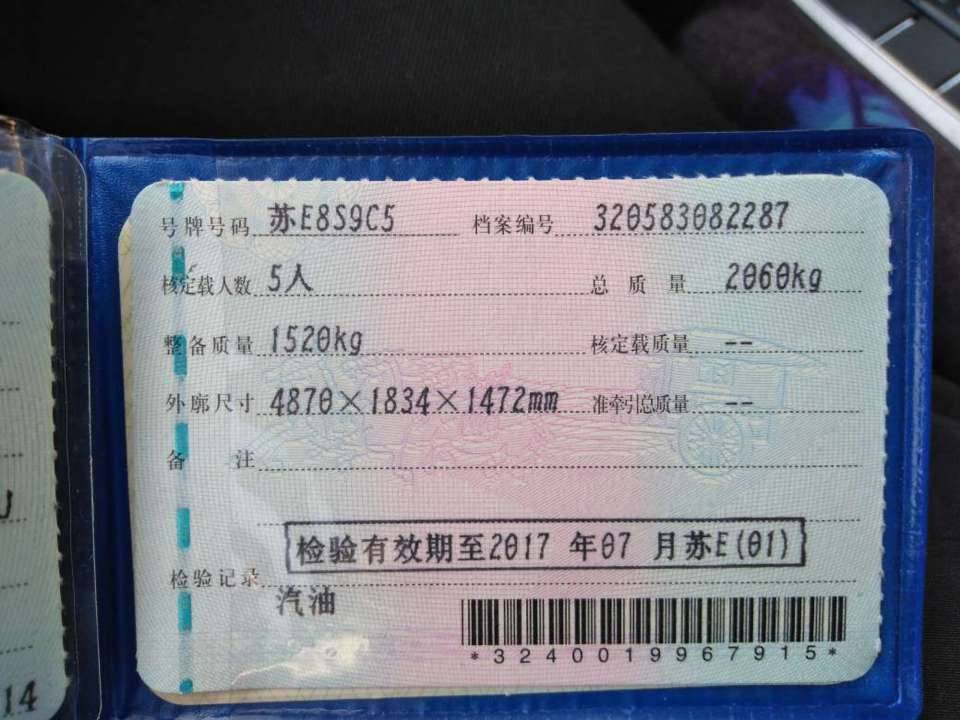 号牌号码 苏E8S9C5 档案编号 320583082287
核定载人数 5人 总质量 2060kg
整备质量 1520kg 核定载质量 --
外廓尺寸 4870×1834×1472mm 准牵引总质量 --
备注
检验有效期至2017 年07 月苏E(01)
检验记录
汽油
*3240019967915*
14